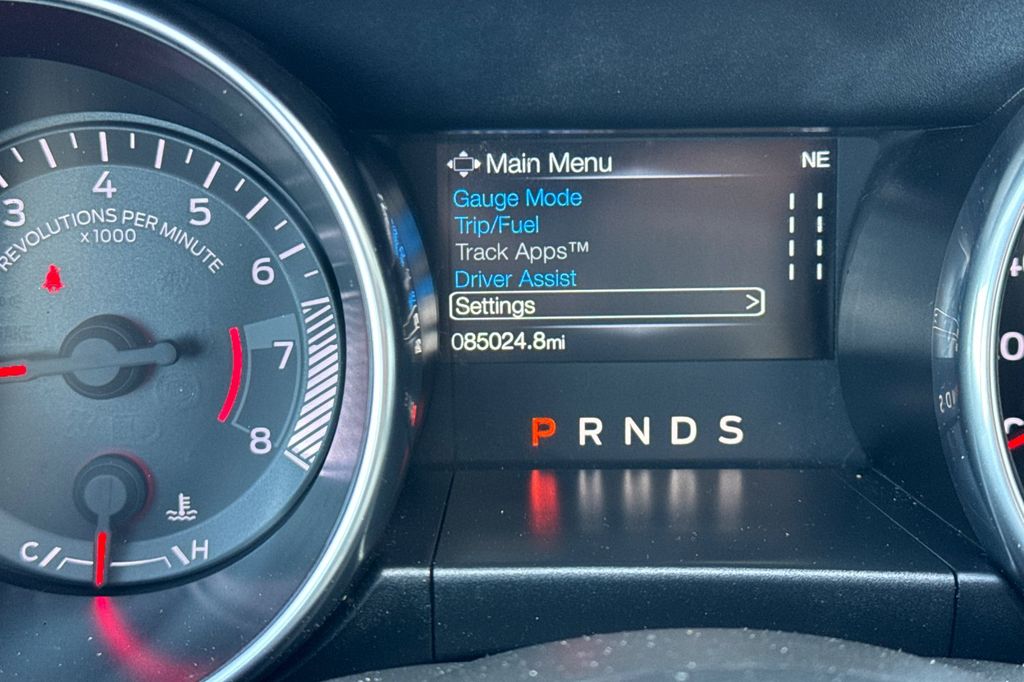 3
4
5
6
7
8
REVOLUTIONS PER MINUTE
x 1000
C
H
Main Menu
NE
Gauge Mode
Trip/Fuel
Track Apps™
Driver Assist
Settings >
085024.8mi
P R N D S